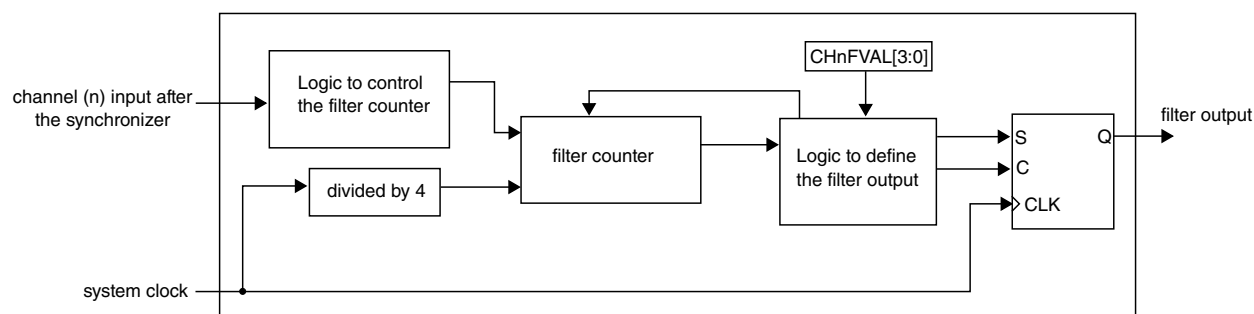 CHnFVAL[3:0]
Logic to control
the filter counter
channel (n) input after
the synchronizer
filter output
S
Q
filter counter
Logic to define
the filter output
C
divided by 4
CLK
system clock